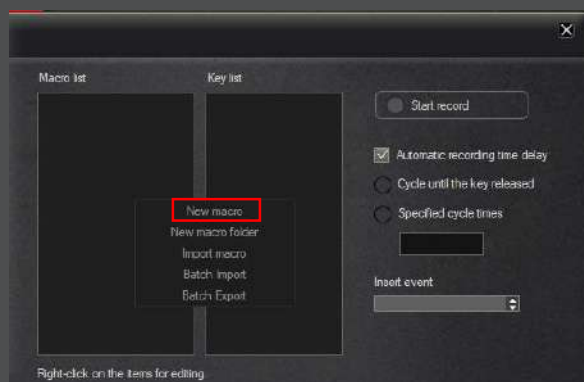 Macro list
Key list
Start record
Automatic recording time delay
Cycle until the key released
Specified cycle times
New macro
New macro folder
Import macro
Batch Import
Batch Export
Insert event
Right-click on the items for editing.